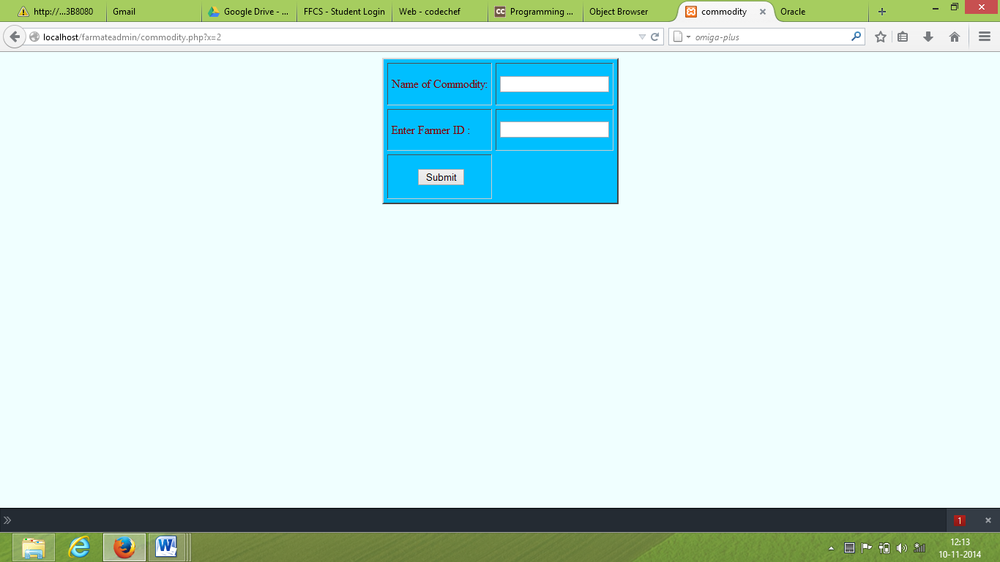 http://...3B8080 Gmail Google Drive - ... FFCS - Student Login Web - codechef CC Programming ... Object Browser commodity Oracle
localhost/farmateadmin/commodity.php?x=2 omiga-plus
Name of Commodity:
Enter Farmer ID :
Submit
1
12:13
10-11-2014